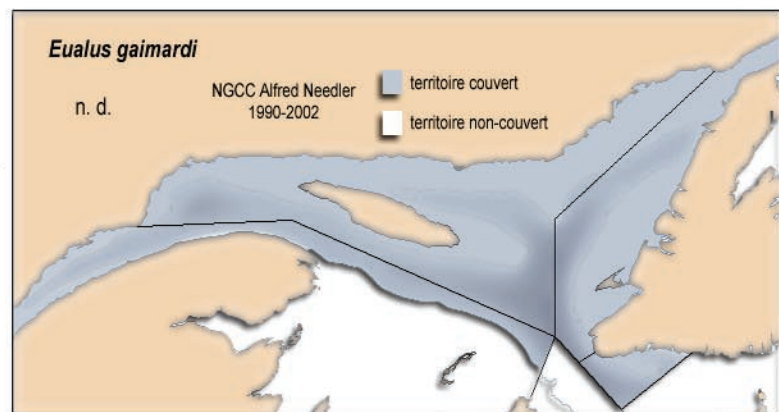 Eualus gaimardi
n. d.
NGCC Alfred Needler
1990-2002
territoire couvert
territoire non-couvert